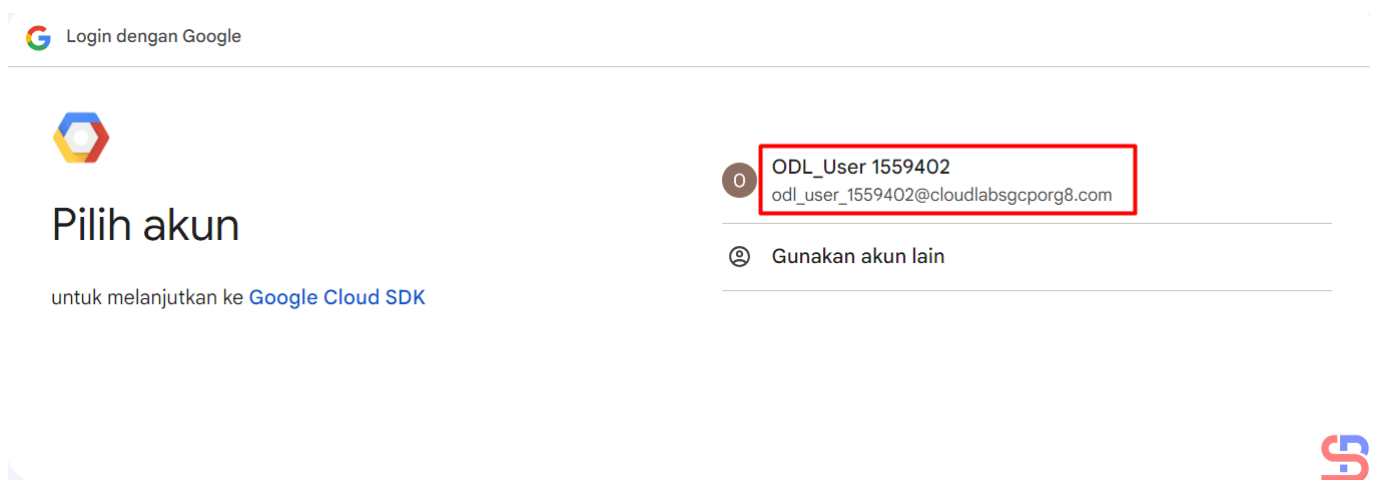 Login dengan Google
Pilih akun
untuk melanjutkan ke Google Cloud SDK
O
ODL_User 1559402
odl_user_1559402@cloudlabsgcporg8.com
Gunakan akun lain